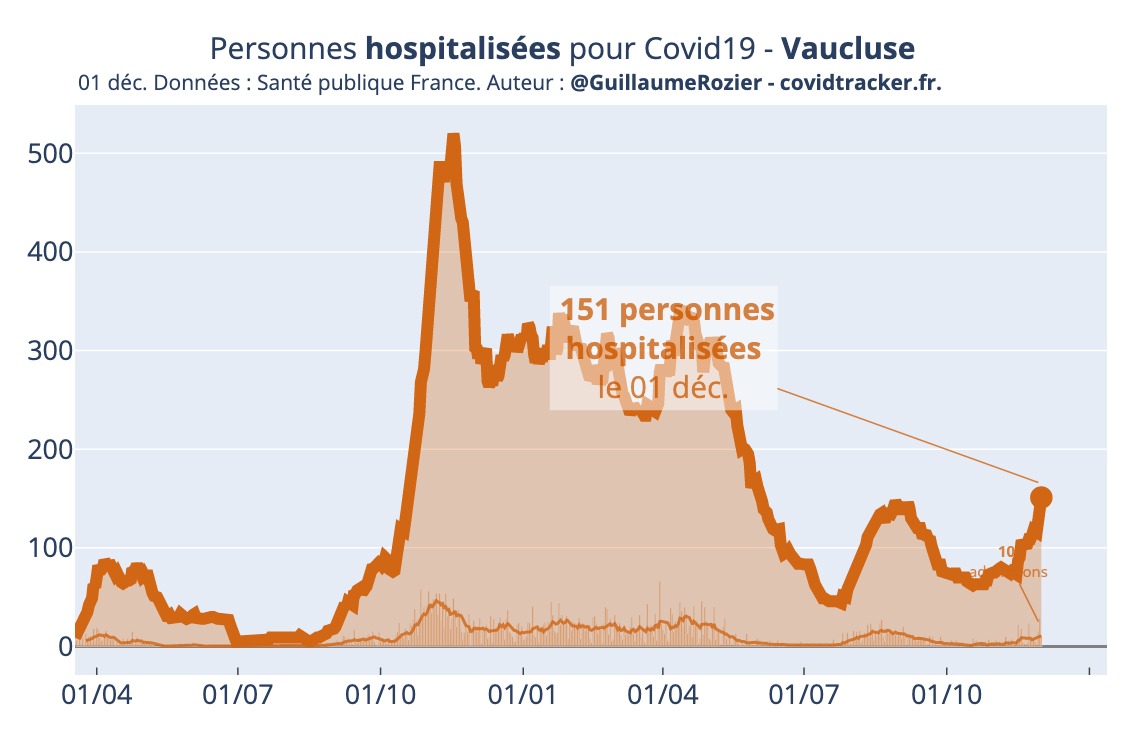 Personnes hospitalisées pour Covid19 - Vaucluse
01 déc. Données : Santé publique France. Auteur : @GuillaumeRozier - covidtracker.fr.
500
400
300
200
100
0
151 personnes
hospitalisées
le 01 déc.
10
01/04
01/07
01/10
01/01
01/04
01/07
01/10